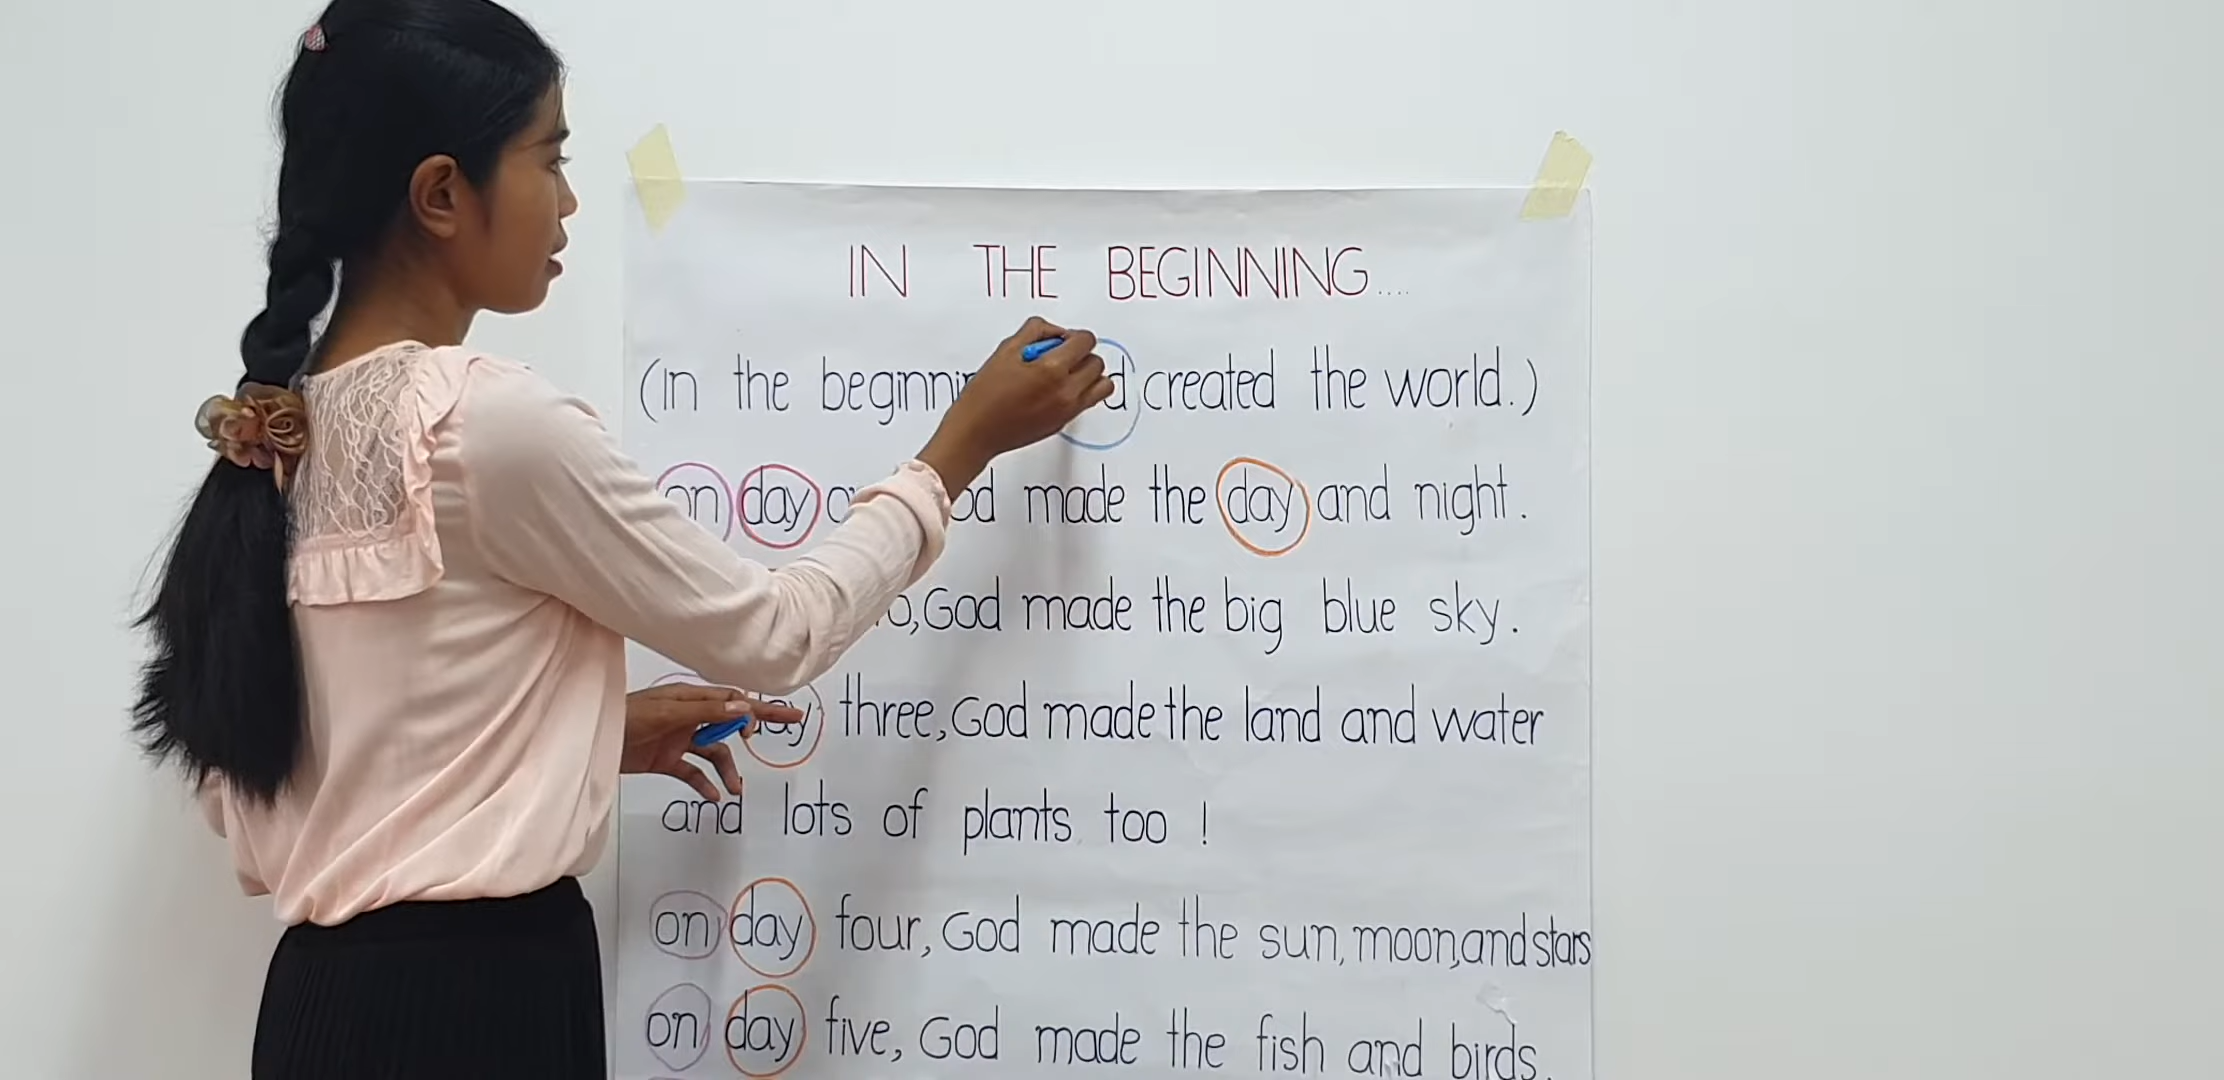 IN THE BEGINNING....
(In the created the world.)
on day made the day and night.
God made the big blue sky.
three, God made the land and water
and lots of plants too!
on day four, God made the sun, moon, and stars
on day five, God made the fish and birds.